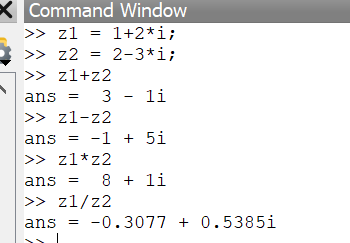 Command Window
>> z1 = 1+2*i;
>> z2 = 2-3*i;
>> z1+z2
ans =  3 - 1i
>> z1-z2
ans = -1 + 5i
>> z1*z2
ans =  8 + 1i
>> z1/z2
ans = -0.3077 + 0.5385i
>>